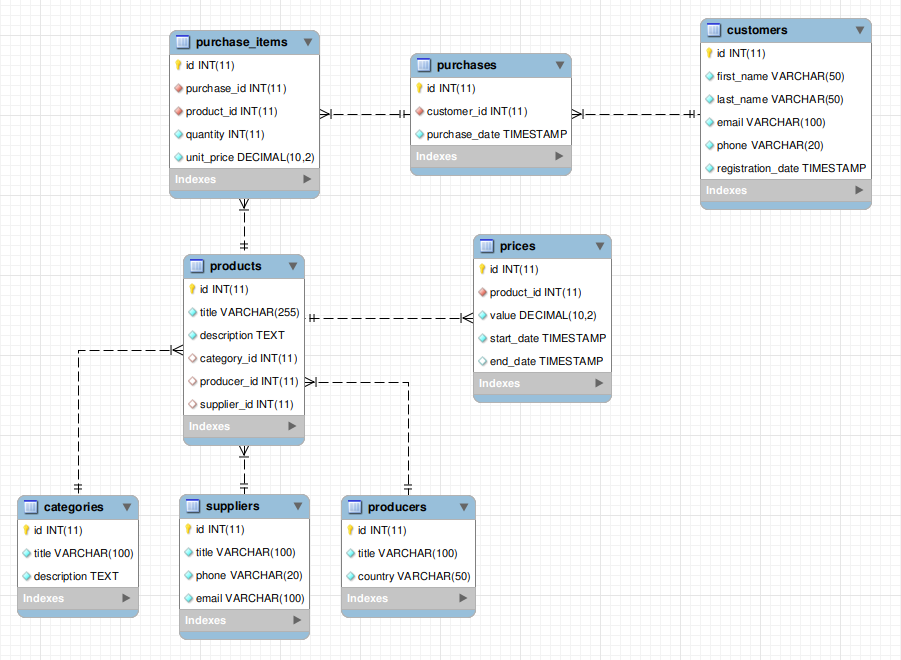 purchase_items
id INT(11)
purchase_id INT(11)
product_id INT(11)
quantity INT(11)
unit_price DECIMAL(10,2)
Indexes
purchases
id INT(11)
customer_id INT(11)
purchase_date TIMESTAMP
Indexes
customers
id INT(11)
first_name VARCHAR(50)
last_name VARCHAR(50)
email VARCHAR(100)
phone VARCHAR(20)
registration_date TIMESTAMP
Indexes
products
id INT(11)
title VARCHAR(255)
description TEXT
category_id INT(11)
producer_id INT(11)
supplier_id INT(11)
Indexes
prices
id INT(11)
product_id INT(11)
value DECIMAL(10,2)
start_date TIMESTAMP
end_date TIMESTAMP
Indexes
categories
id INT(11)
title VARCHAR(100)
description TEXT
Indexes
suppliers
id INT(11)
title VARCHAR(100)
phone VARCHAR(20)
email VARCHAR(100)
Indexes
producers
id INT(11)
title VARCHAR(100)
country VARCHAR(50)
Indexes